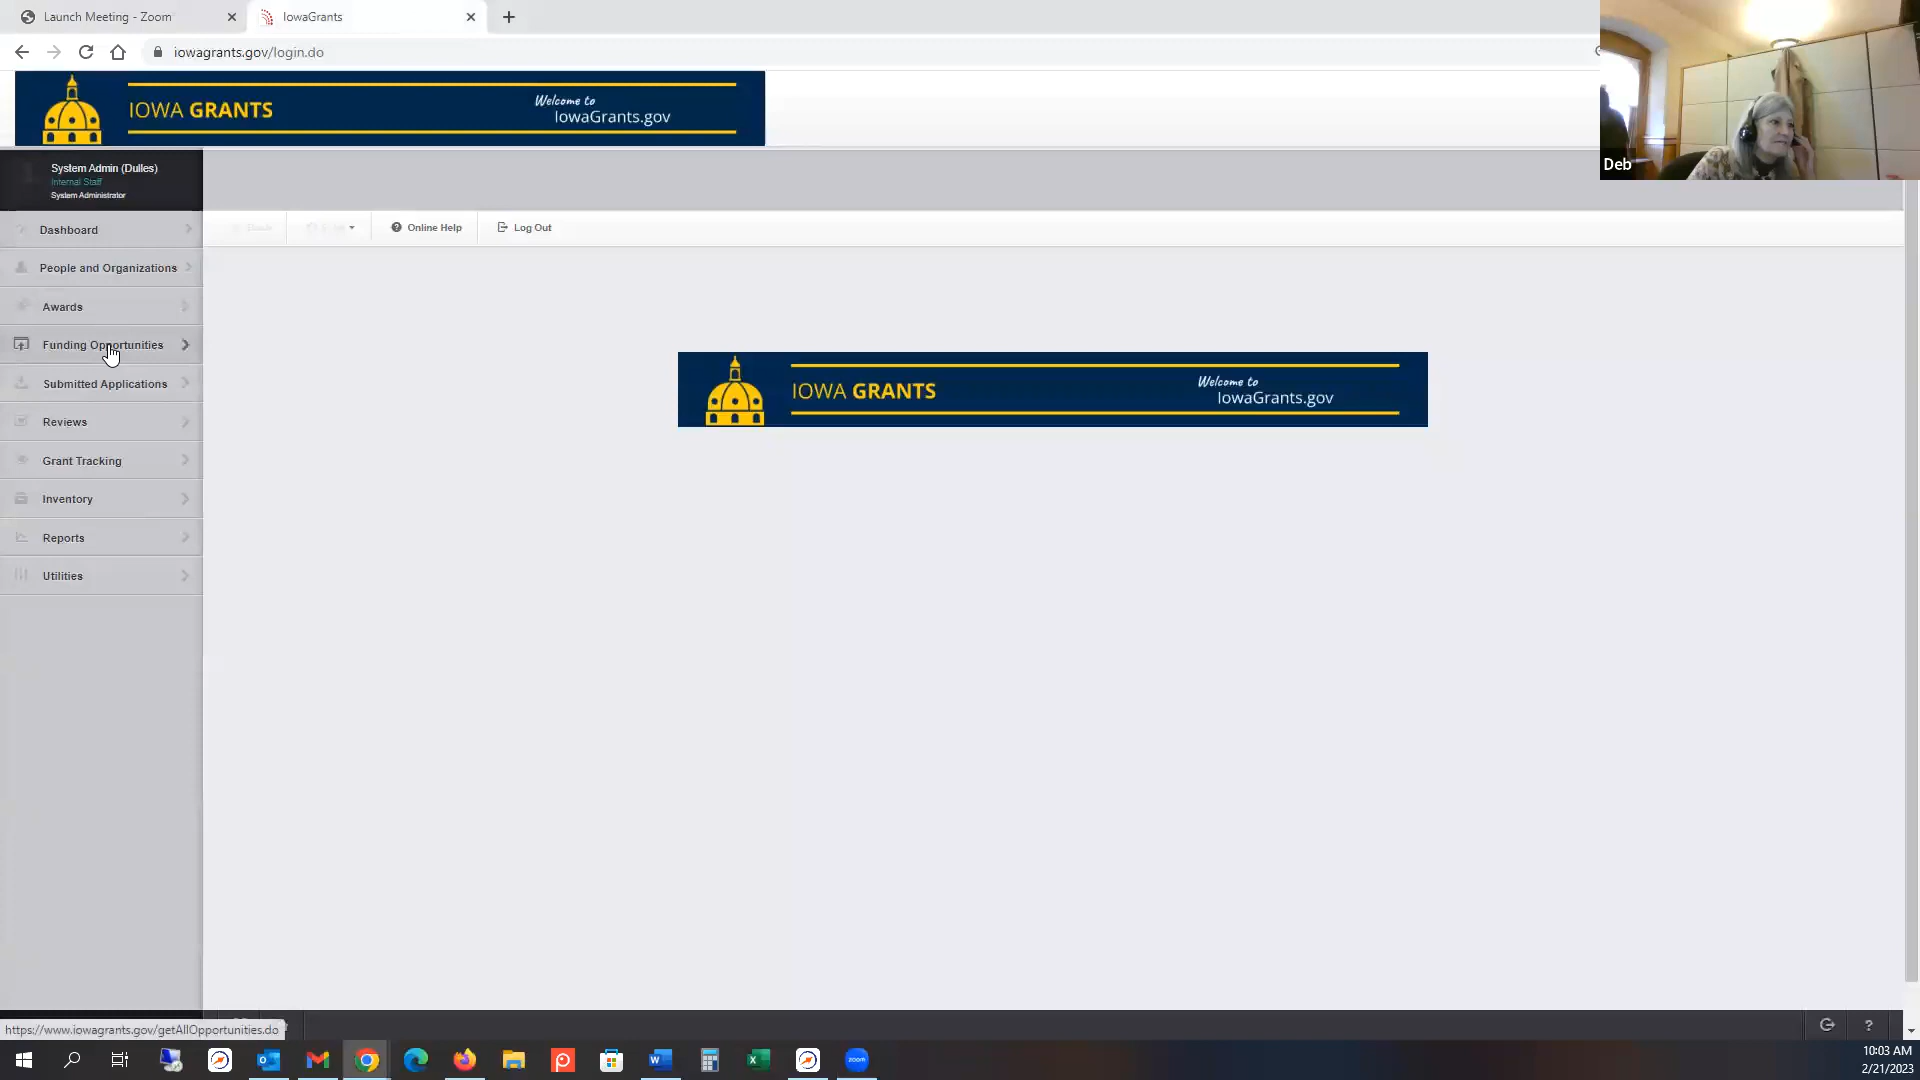 Launch Meeting - Zoom
IowaGrants
iowagrants.gov/login.do
IOWA GRANTS
Welcome to
IowaGrants.gov
Deb
System Admin (Dulles)
Internal Staff
System Administrator
Dashboard
Online Help
Log Out
People and Organizations
Awards
Funding Opportunities
Submitted Applications
Reviews
Grant Tracking
Inventory
Reports
Utilities
IOWA GRANTS
Welcome to
IowaGrants.gov
https://www.iowagrants.gov/getAllOpportunities.do
zoom
10:03 AM
2/21/2023